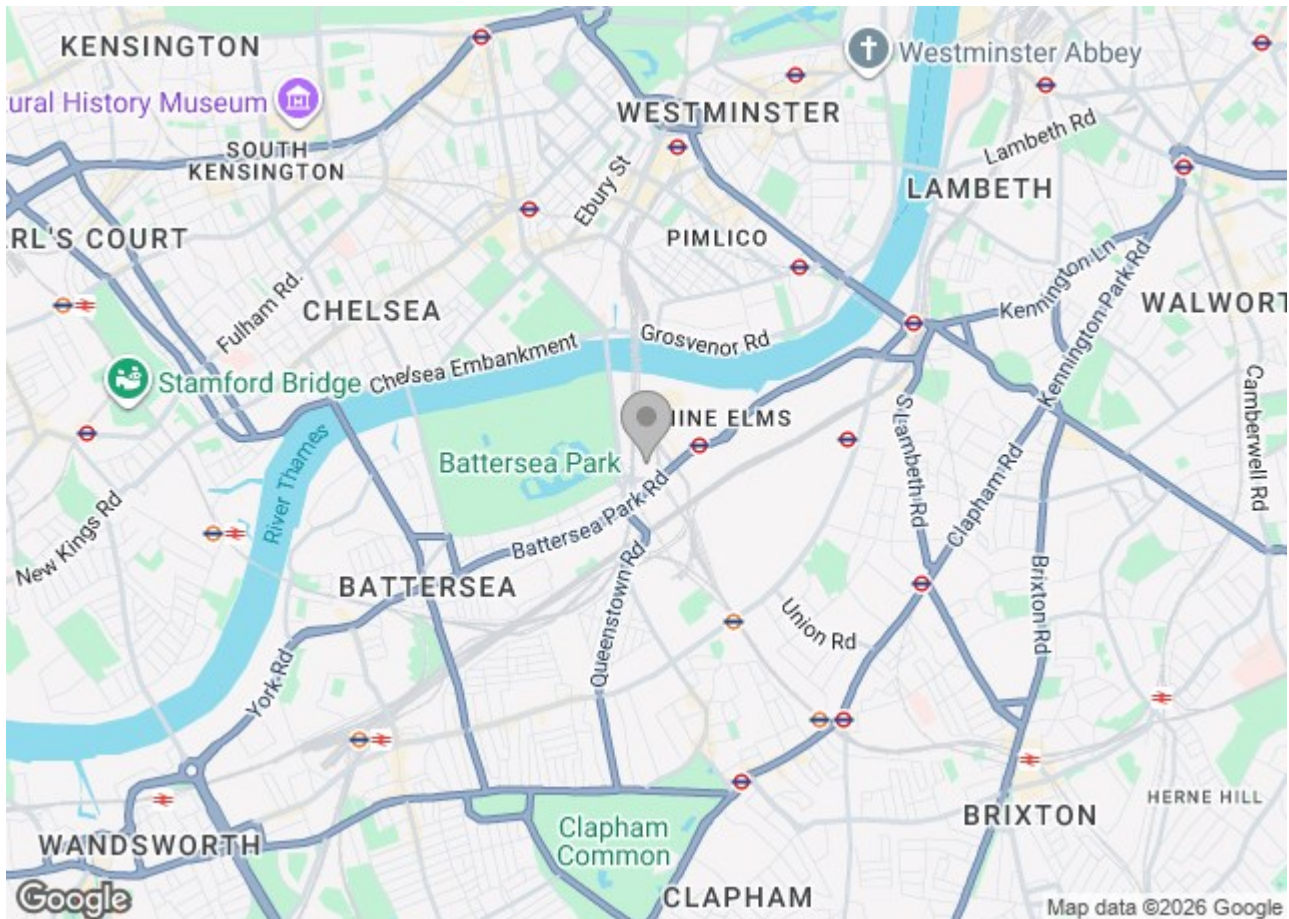 KENSINGTON
Westminster Abbey
tural History Museum
WESTMINSTER
Lambeth Rd
SOUTH
KENSINGTON
Ebury St
LAMBETH
RL'S COURT
PIMLICO
Kennington Ln
Fulham Rd.
CHELSEA
Kennington Park Rd
WALWORT
Grosvenor Rd
Chelsea Embankment
Stamford Bridge
Camberwell Rd
NINE ELMS
S Lambeth Rd
Battersea Park
River Thames
Clapham Rd
New Kings Rd
Battersea Park Rd
BATTERSEA
Queenstown Rd
Brixton Rd
Union Rd
York Rd
HERNE HILL
BRIXTON
WANDSWORTH
Clapham
Common
CLAPHAM
Google
Map data ©2026 Google